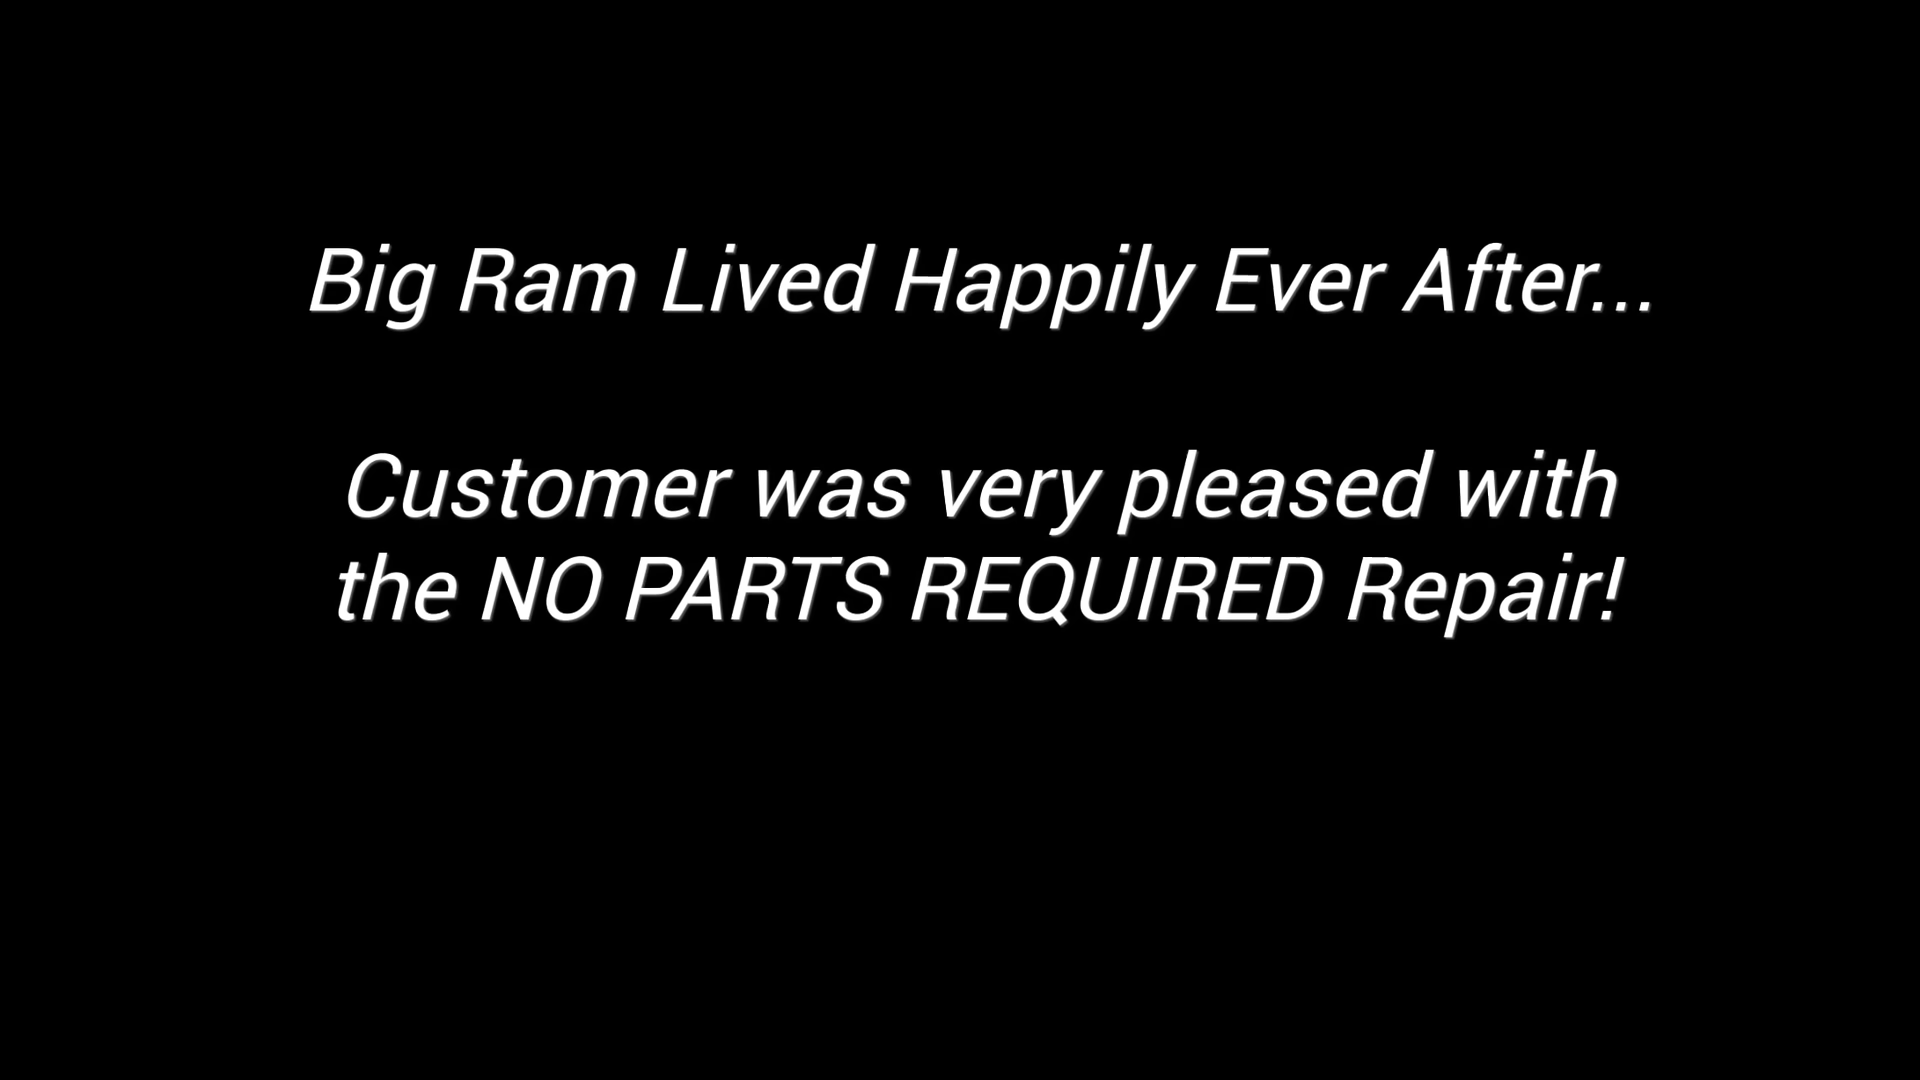 Big Ram Lived Happily Ever After...
Customer was very pleased with
the NO PARTS REQUIRED Repair!